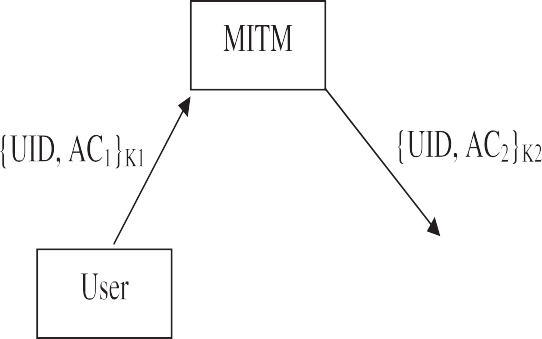 MITM
{UID, AC₁}K1
{UID, AC₂}K2
User